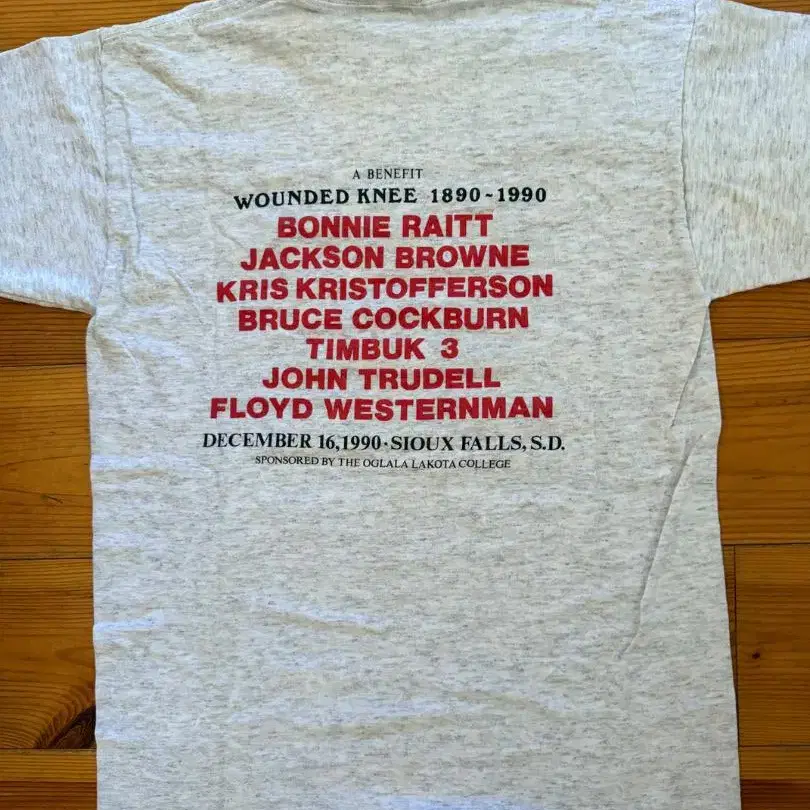 A BENEFIT
WOUNDED KNEE 1890~1990
BONNIE RAITT
JACKSON BROWNE
KRIS KRISTOFFERSON
BRUCE COCKBURN
TIMBUK 3
JOHN TRUDELL
FLOYD WESTERNMAN
DECEMBER 16,1990·SIOUX FALLS, S.D.
SPONSORED BY THE OGLALA LAKOTA COLLEGE